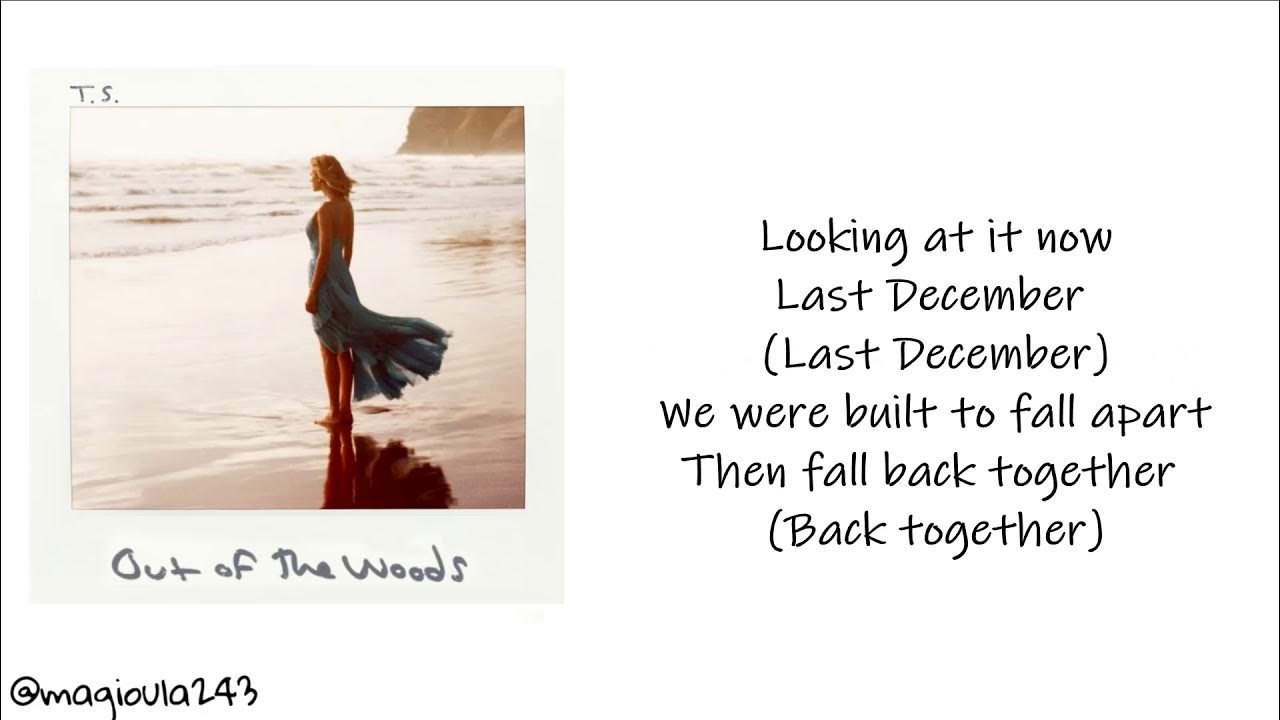 T.S.
Out of the Woods
Looking at it now
Last December
(Last December)
We were built to fall apart
Then fall back together
(Back together)
@magioula243